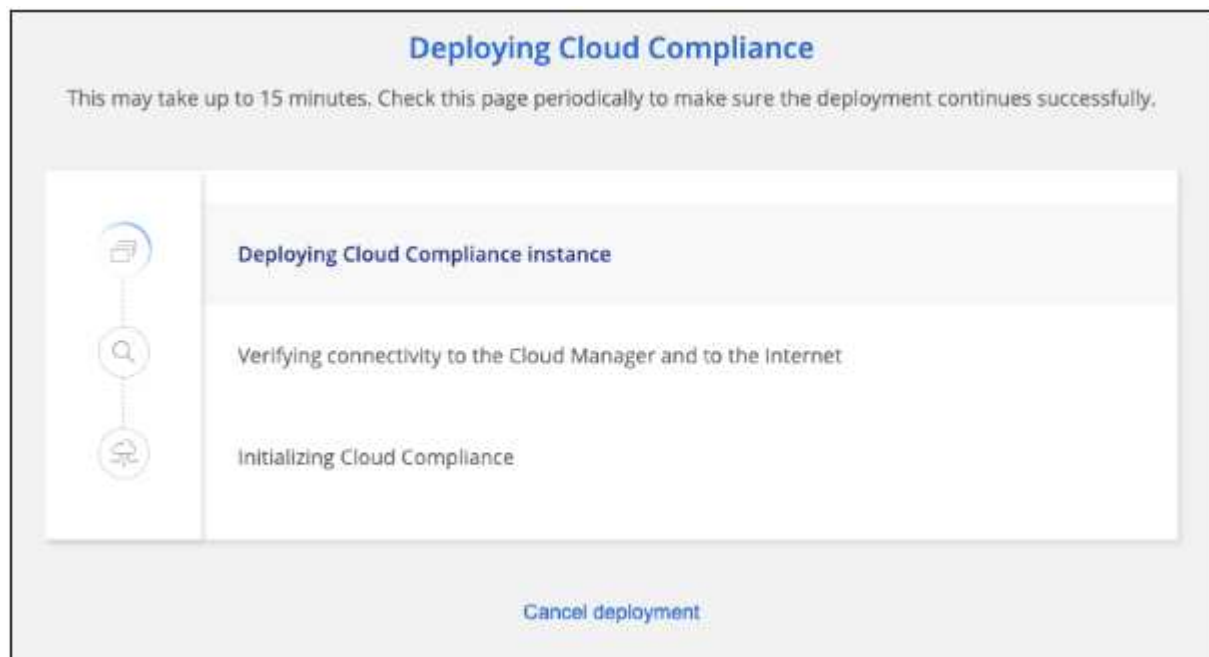 Deploying Cloud Compliance
This may take up to 15 minutes. Check this page periodically to make sure the deployment continues successfully.
Deploying Cloud Compliance instance
Verifying connectivity to the Cloud Manager and to the Internet
Initializing Cloud Compliance
Cancel deployment